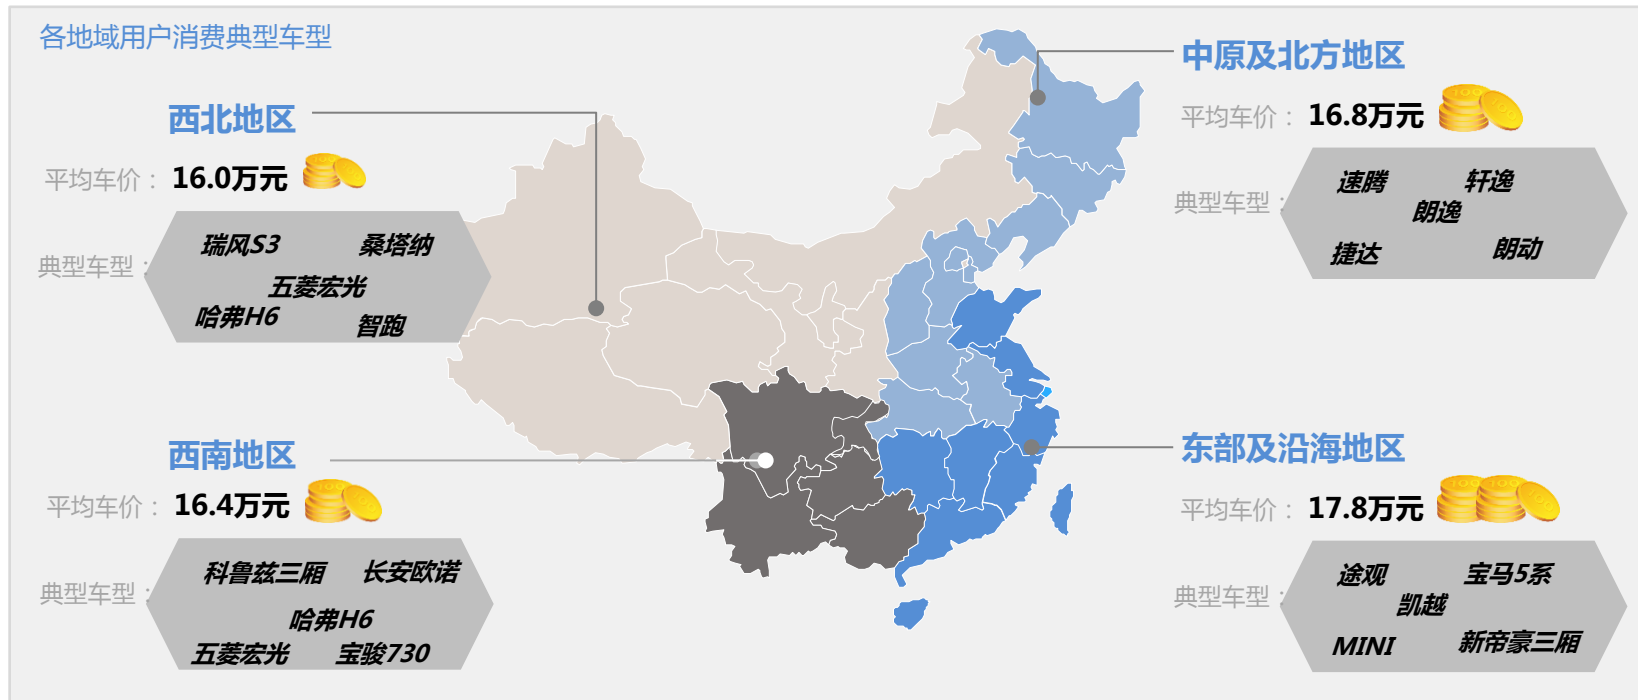 各地域用户消费典型车型
西北地区
平均车价：16.0万元
典型车型：
瑞风S3 桑塔纳
五菱宏光
哈弗H6 智跑
中原及北方地区
平均车价：16.8万元
典型车型：
速腾 轩逸
朗逸
捷达 朗动
西南地区
平均车价：16.4万元
典型车型：
科鲁兹三厢 长安欧诺
哈弗H6
五菱宏光 宝骏730
东部及沿海地区
平均车价：17.8万元
典型车型：
途观 宝马5系
凯越
MINI 新帝豪三厢